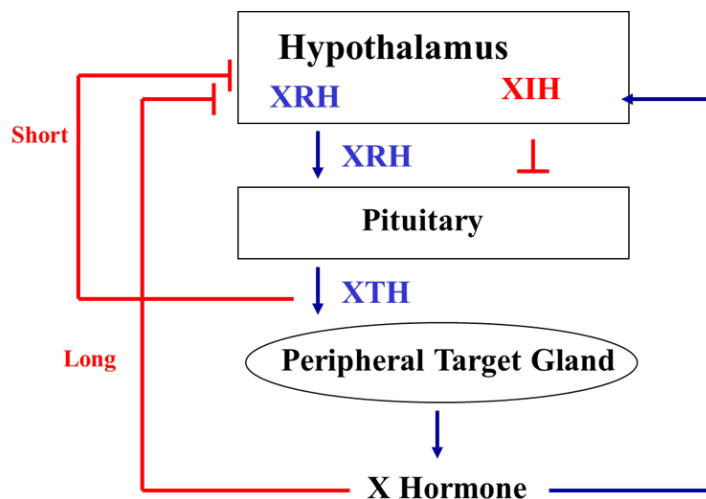 Hypothalamus
XRH XIH
Short
XRH
Pituitary
XTH
Long
Peripheral Target Gland
X Hormone